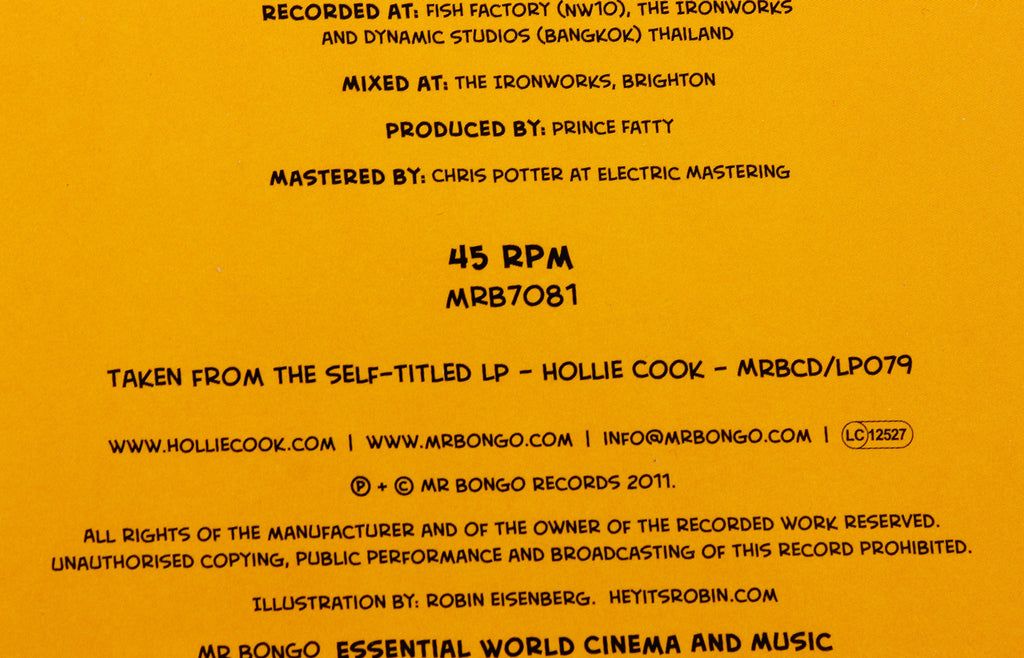 RECORDED AT: FISH FACTORY (NW10), THE IRONWORKS
AND DYNAMIC STUDIOS (BANGKOK) THAILAND
MIXED AT: THE IRONWORKS, BRIGHTON
PRODUCED BY: PRINCE FATTY
MASTERED BY: CHRIS POTTER AT ELECTRIC MASTERING
45 RPM
MRB7081
TAKEN FROM THE SELF-TITLED LP - HOLLIE COOK - MRBCD/LP079
WWW.HOLLIECOOK.COM | WWW.MRBONGO.COM | INFO@MRBONGO.COM | LC 12527
Ⓟ + © MR BONGO RECORDS 2011.
ALL RIGHTS OF THE MANUFACTURER AND OF THE OWNER OF THE RECORDED WORK RESERVED.
UNAUTHORISED COPYING, PUBLIC PERFORMANCE AND BROADCASTING OF THIS RECORD PROHIBITED.
ILLUSTRATION BY: ROBIN EISENBERG. HEYITSROBIN.COM
MR BONGO ESSENTIAL WORLD CINEMA AND MUSIC